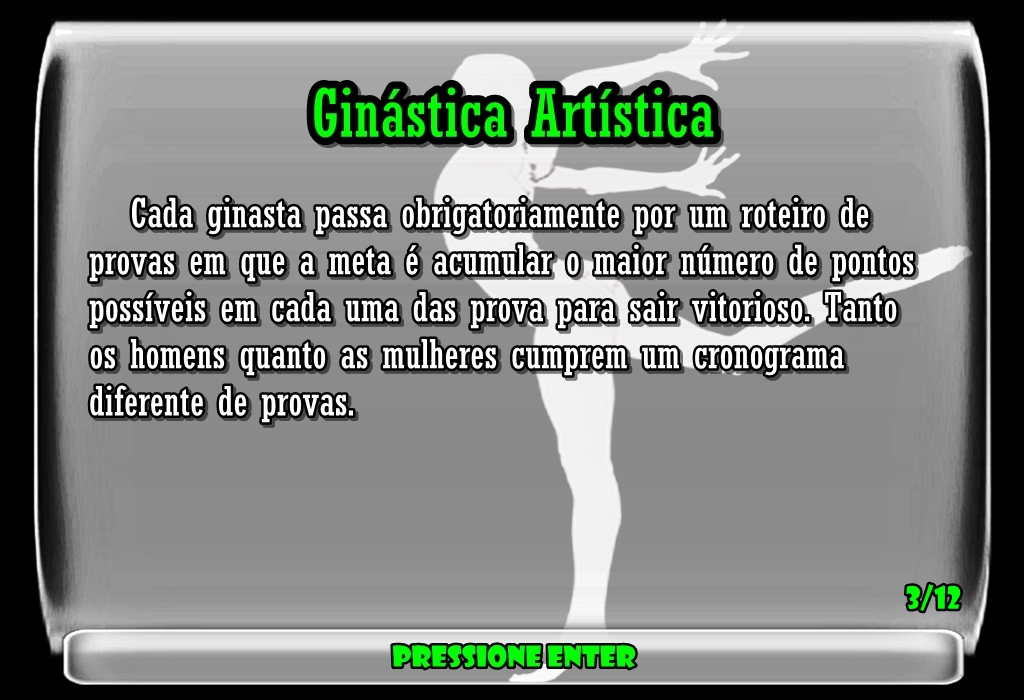 Ginástica Artística
Cada ginasta passa obrigatoriamente por um roteiro de
provas em que a meta é acumular o maior número de pontos
possíveis em cada uma das prova para sair vitorioso. Tanto
os homens quanto as mulheres cumprem um cronograma
diferente de provas.
3/12
PRESSIONE ENTER